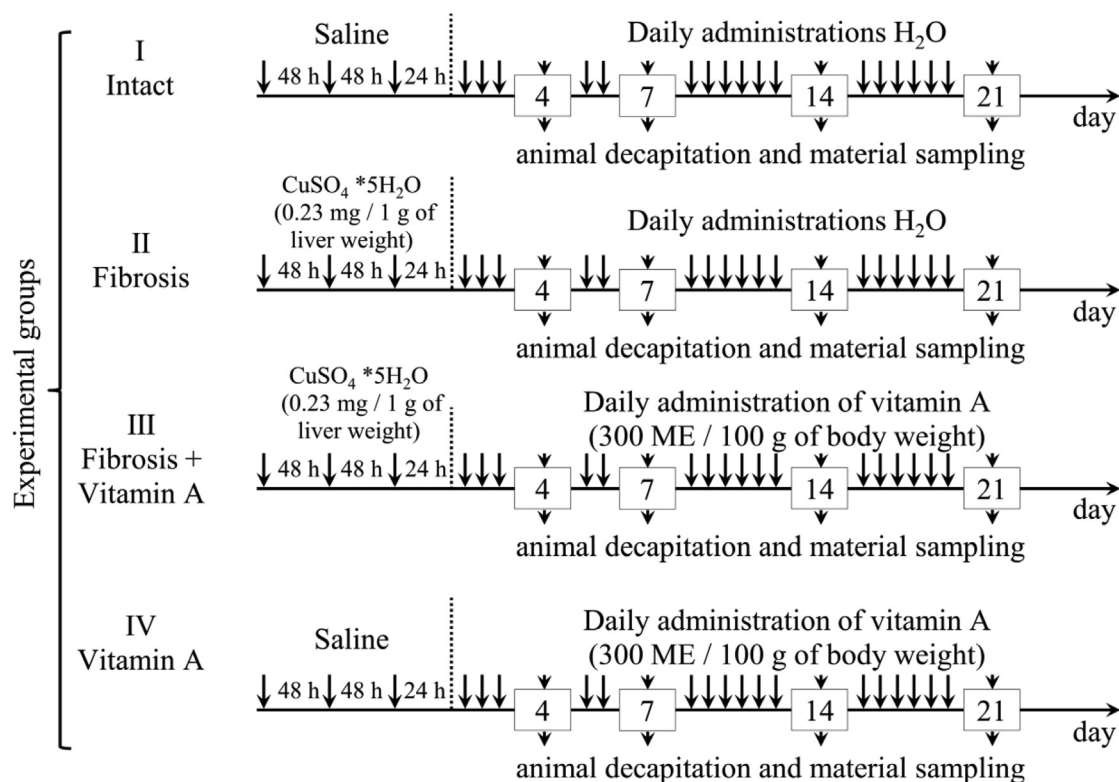 Experimental groups
I
Intact
Saline
Daily administrations H₂O
48 h 48 h 24 h 4 7 14 21
day
animal decapitation and material sampling
II
Fibrosis
CuSO₄ *5H₂O
(0.23 mg / 1 g of
liver weight)
Daily administrations H₂O
48 h 48 h 24 h 4 7 14 21
day
animal decapitation and material sampling
III
Fibrosis +
Vitamin A
CuSO₄ *5H₂O
(0.23 mg / 1 g of
liver weight)
Daily administration of vitamin A
(300 ME / 100 g of body weight)
48 h 48 h 24 h 4 7 14 21
day
animal decapitation and material sampling
IV
Vitamin A
Saline
Daily administration of vitamin A
(300 ME / 100 g of body weight)
48 h 48 h 24 h 4 7 14 21
day
animal decapitation and material sampling